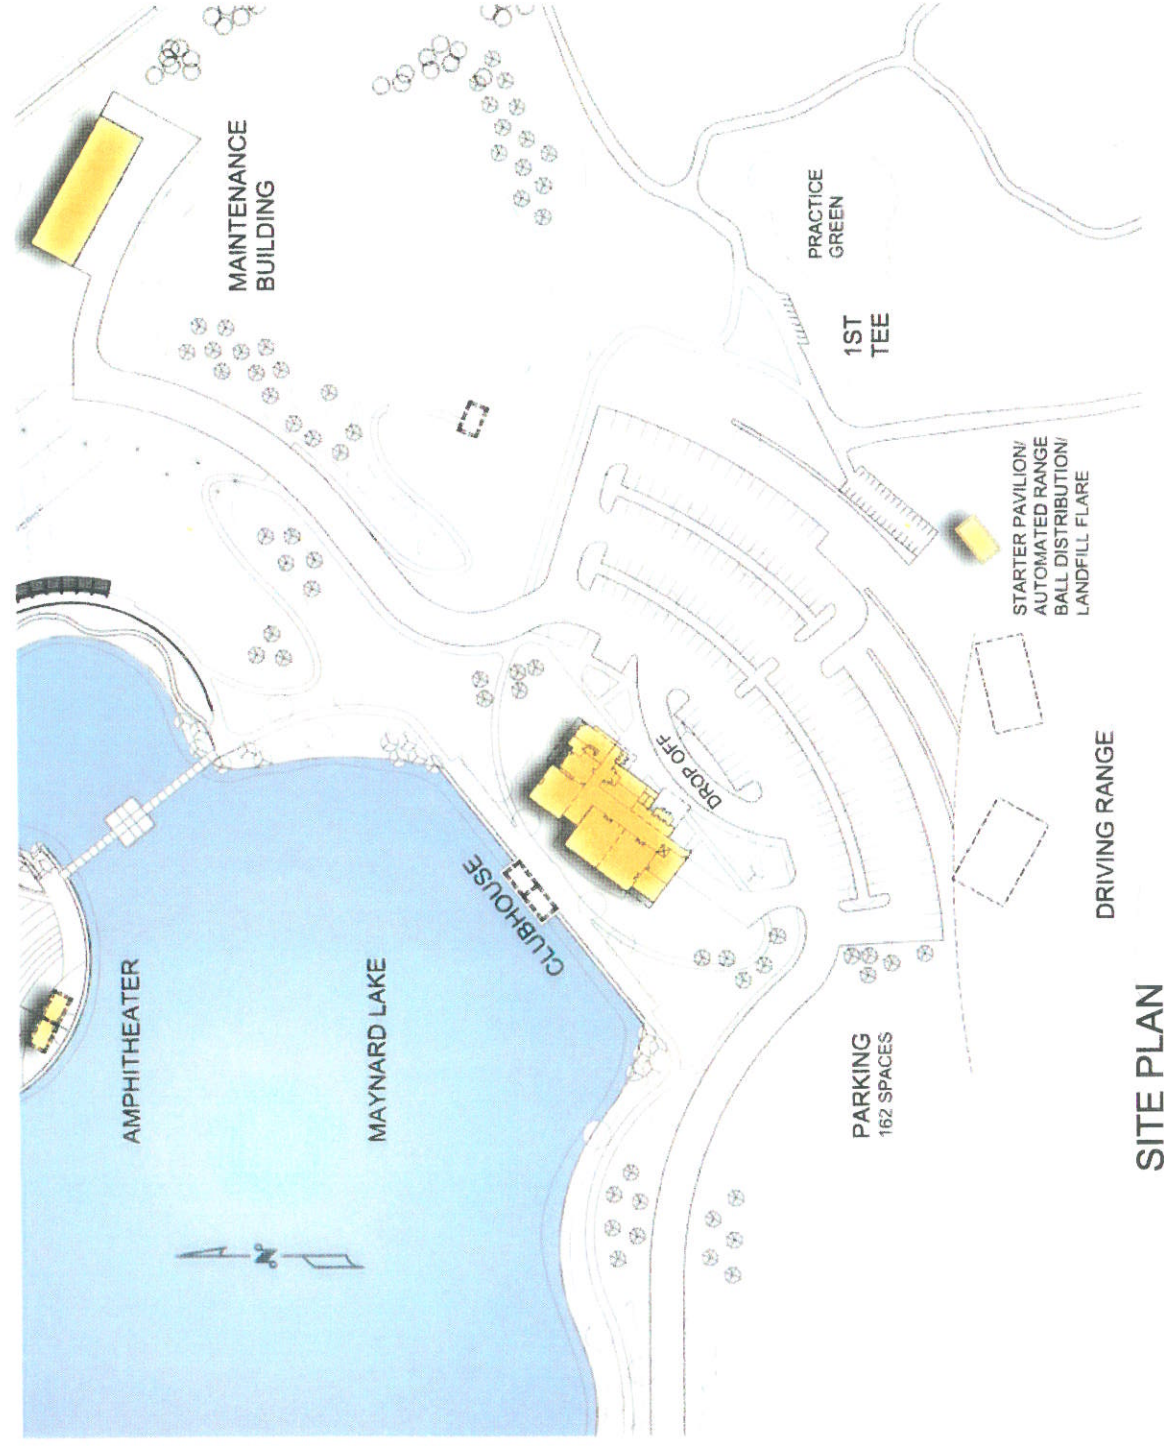 MAINTENANCE
BUILDING
PRACTICE
GREEN
1ST
TEE
STARTER PAVILION/
AUTOMATED RANGE
BALL DISTRIBUTION/
LANDFILL FLARE
DROP OFF
CLUBHOUSE
DRIVING RANGE
AMPHITHEATER
MAYNARD LAKE
PARKING
162 SPACES
N
SITE PLAN